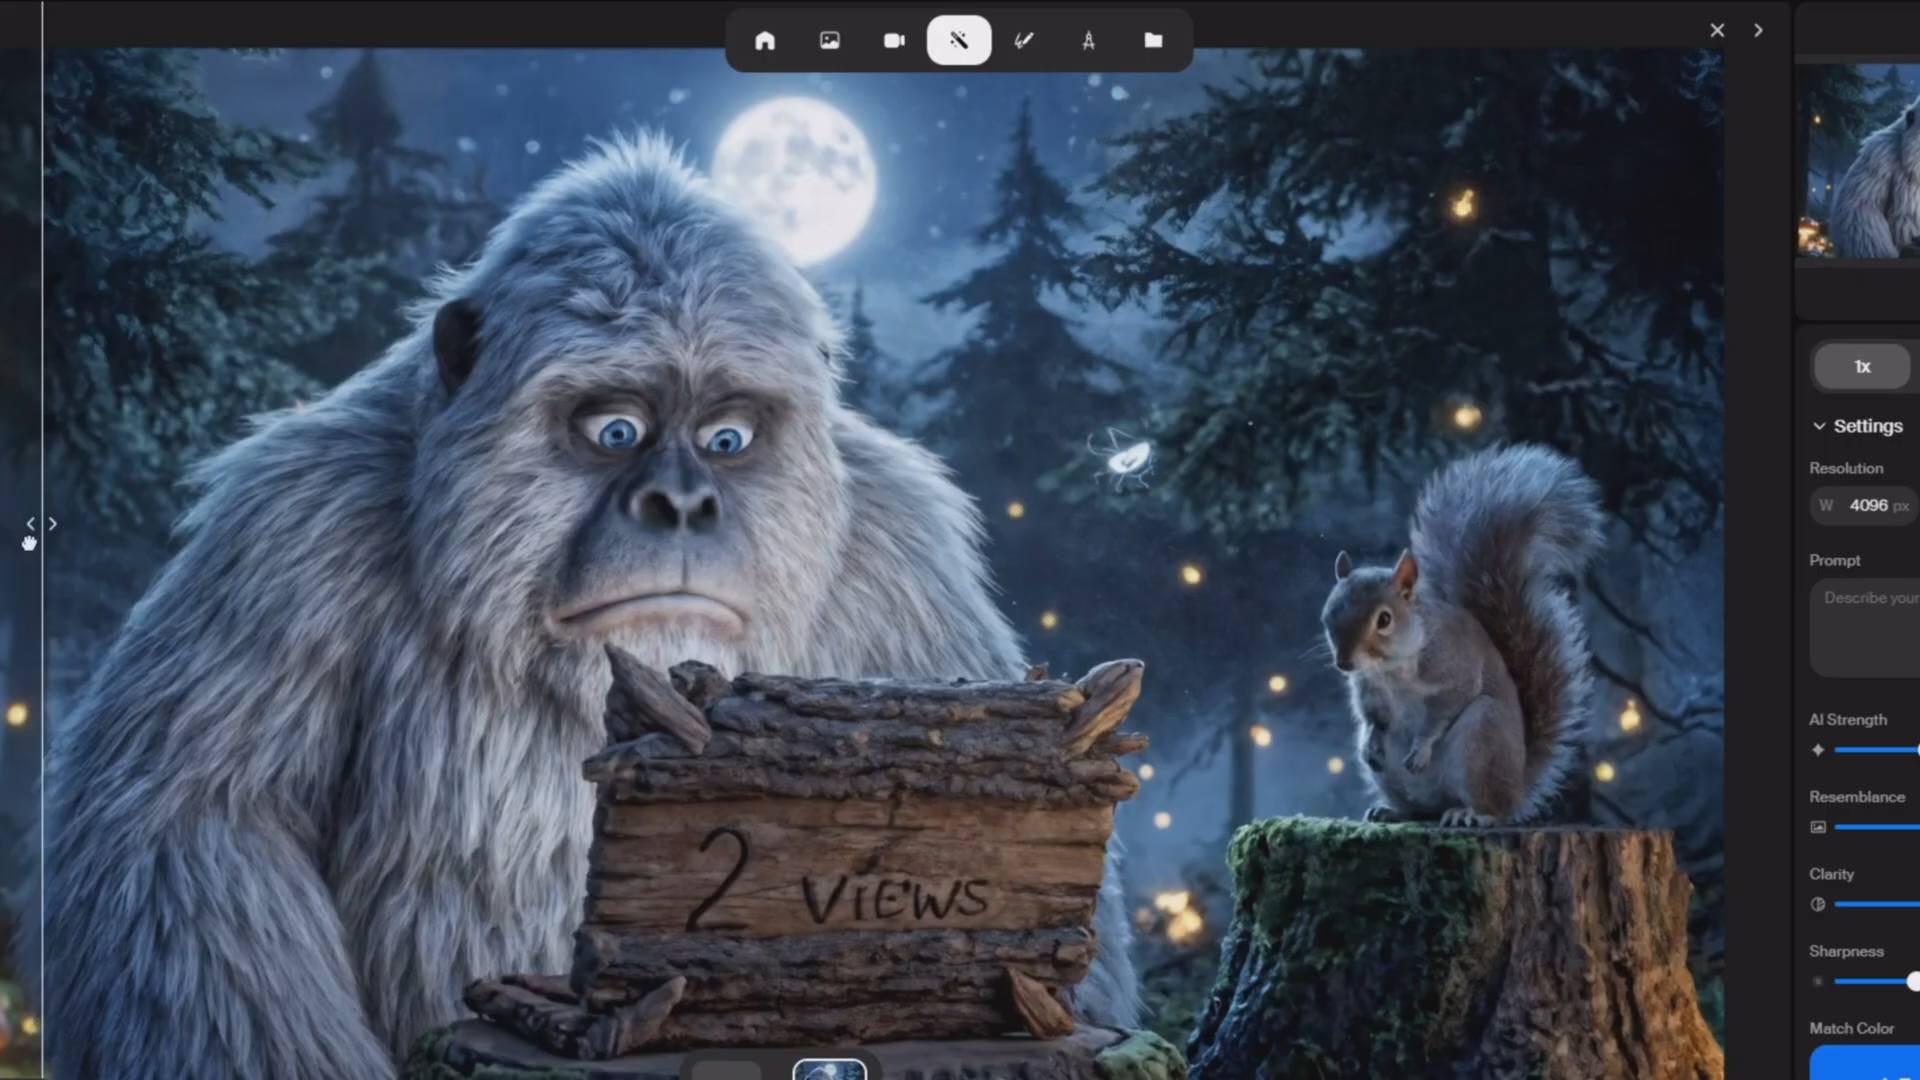 2 VIEWS
1x
Settings
Resolution
W 4096 px
Prompt
Describe your
AI Strength
Resemblance
Clarity
Sharpness
Match Color